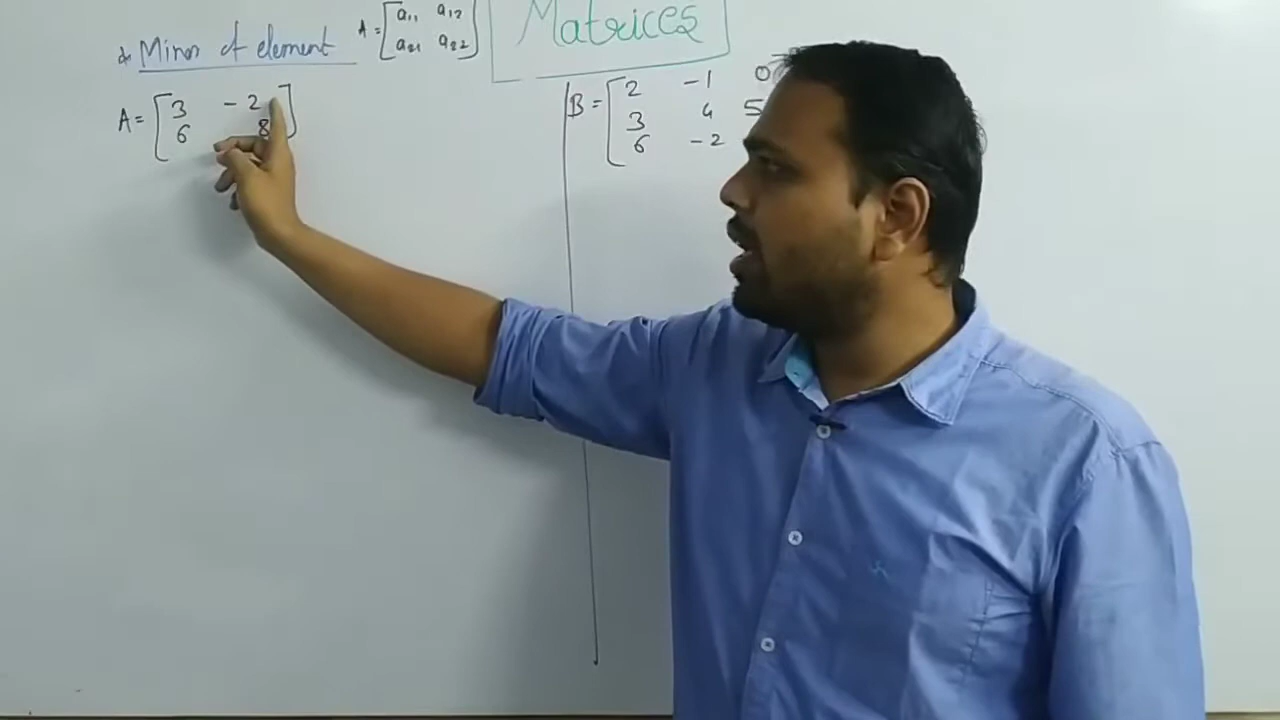 Matrices
* Minor of element A = [a11 a12
a21 a22]
A = [3 -2
6 8]
B = [2 -1 0
3 4 5
6 -2